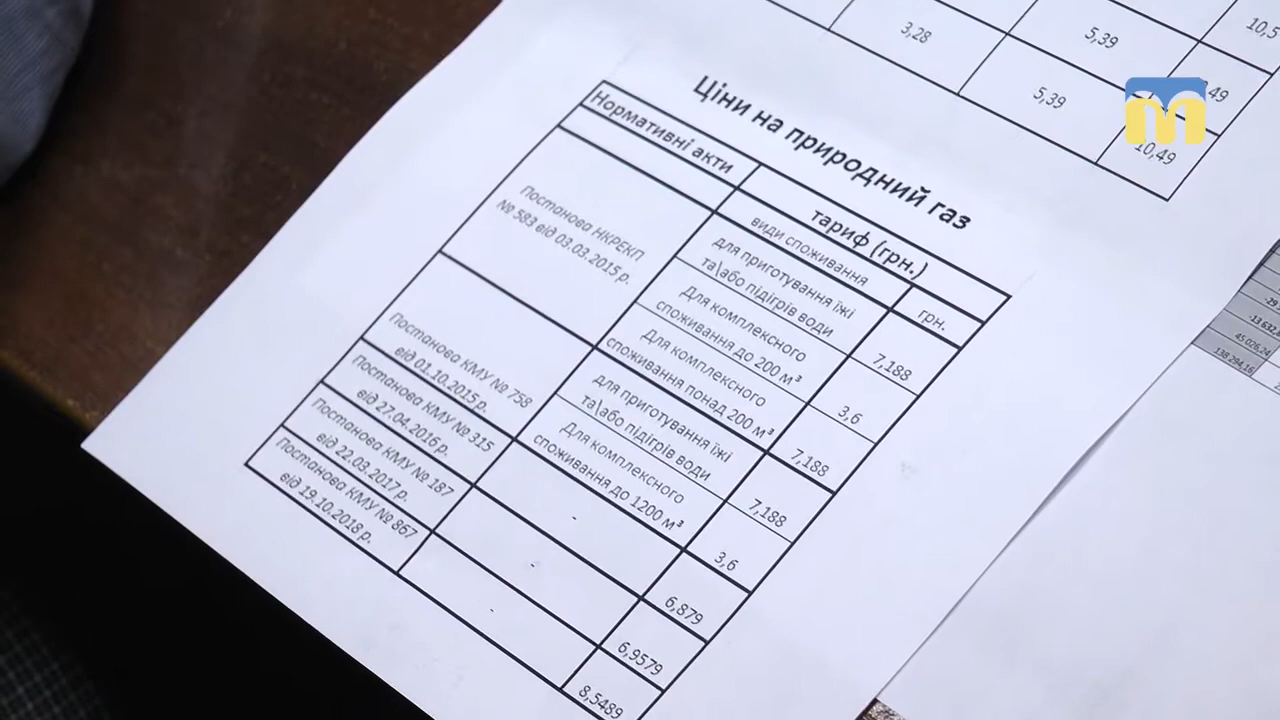 3,28
5,39
10,5
5,39
,49
10,49
Ціни на природний газ
Нормативні акти
тариф (грн.)
види споживання
грн.
Постанова НКРЕКП
№ 583 від 03.03.2015 р.
для приготування їжі
та\або підігрів води
7,188
Для комплексного
споживання до 200 м³
3,6
Для комплексного
споживання понад 200 м³
7,188
Постанова КМУ № 758
від 01.10.2015 р.
для приготування їжі
та\або підігрів води
7,188
Для комплексного
споживання до 1200 м³
3,6
Постанова КМУ № 315
від 27.04.2016 р.
-
6,879
Постанова КМУ № 187
від 22.03.2017 р.
-
6,9579
Постанова КМУ № 867
від 19.10.2018 р.
-
8,5489
-13 632,
45 026,24
138 294,16